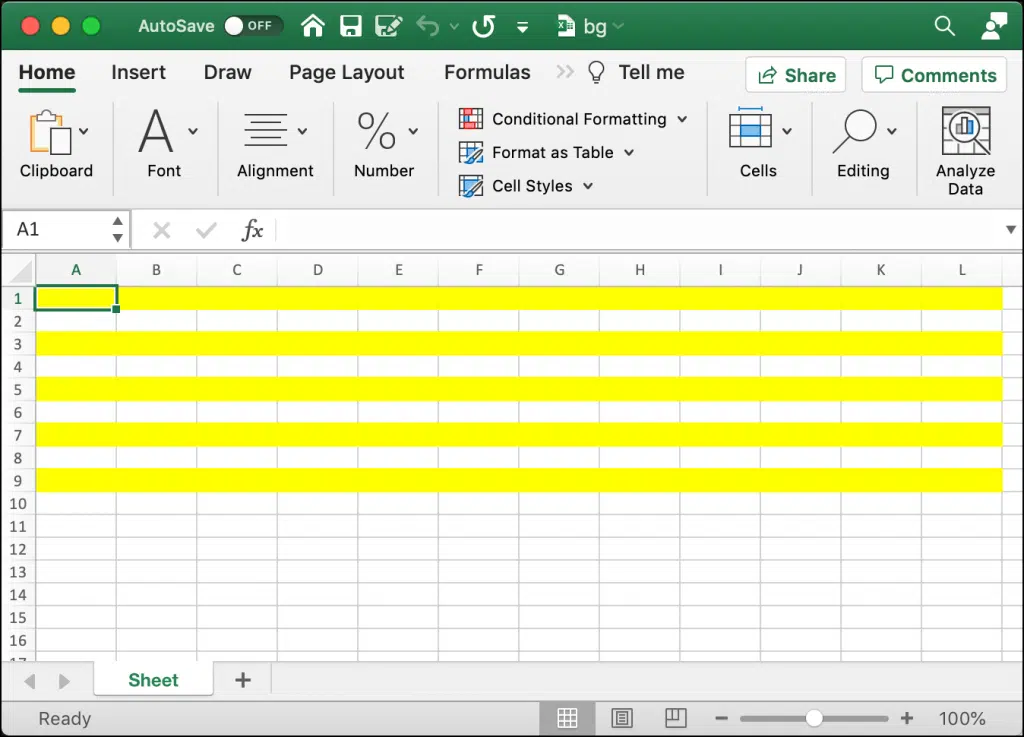 AutoSave OFF bg
Home Insert Draw Page Layout Formulas >> Tell me Share Comments
Clipboard Font Alignment % Number Conditional Formatting Format as Table Cell Styles Cells Editing Analyze Data
A1 fx
A B C D E F G H I J K L
1
2
3
4
5
6
7
8
9
10
11
12
13
14
15
16
17
Sheet +
Ready − + 100%